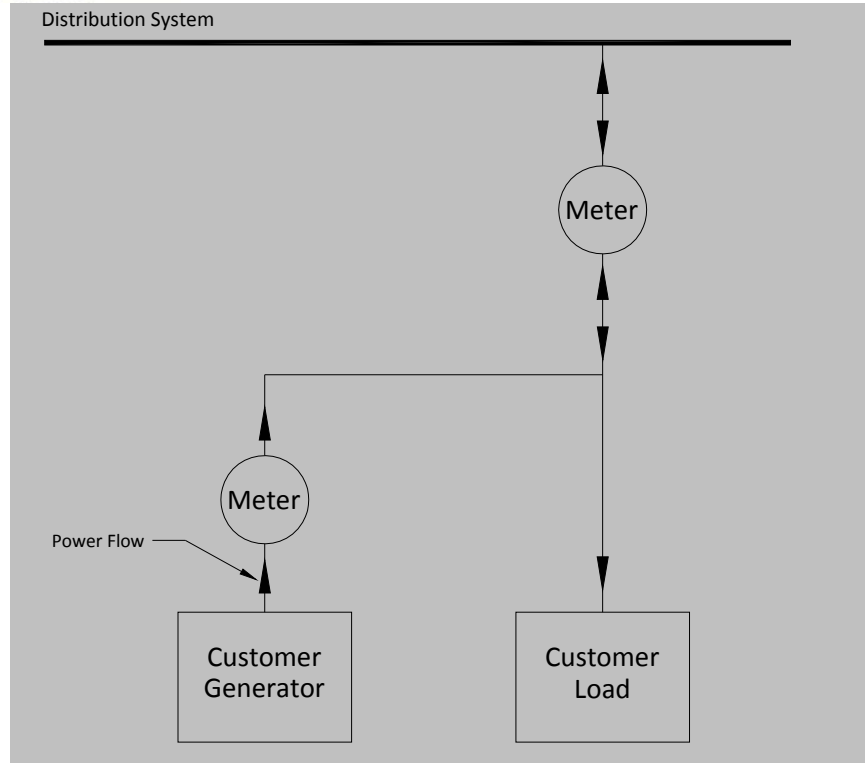 Distribution System
Meter
Meter
Power Flow
Customer
Generator
Customer
Load